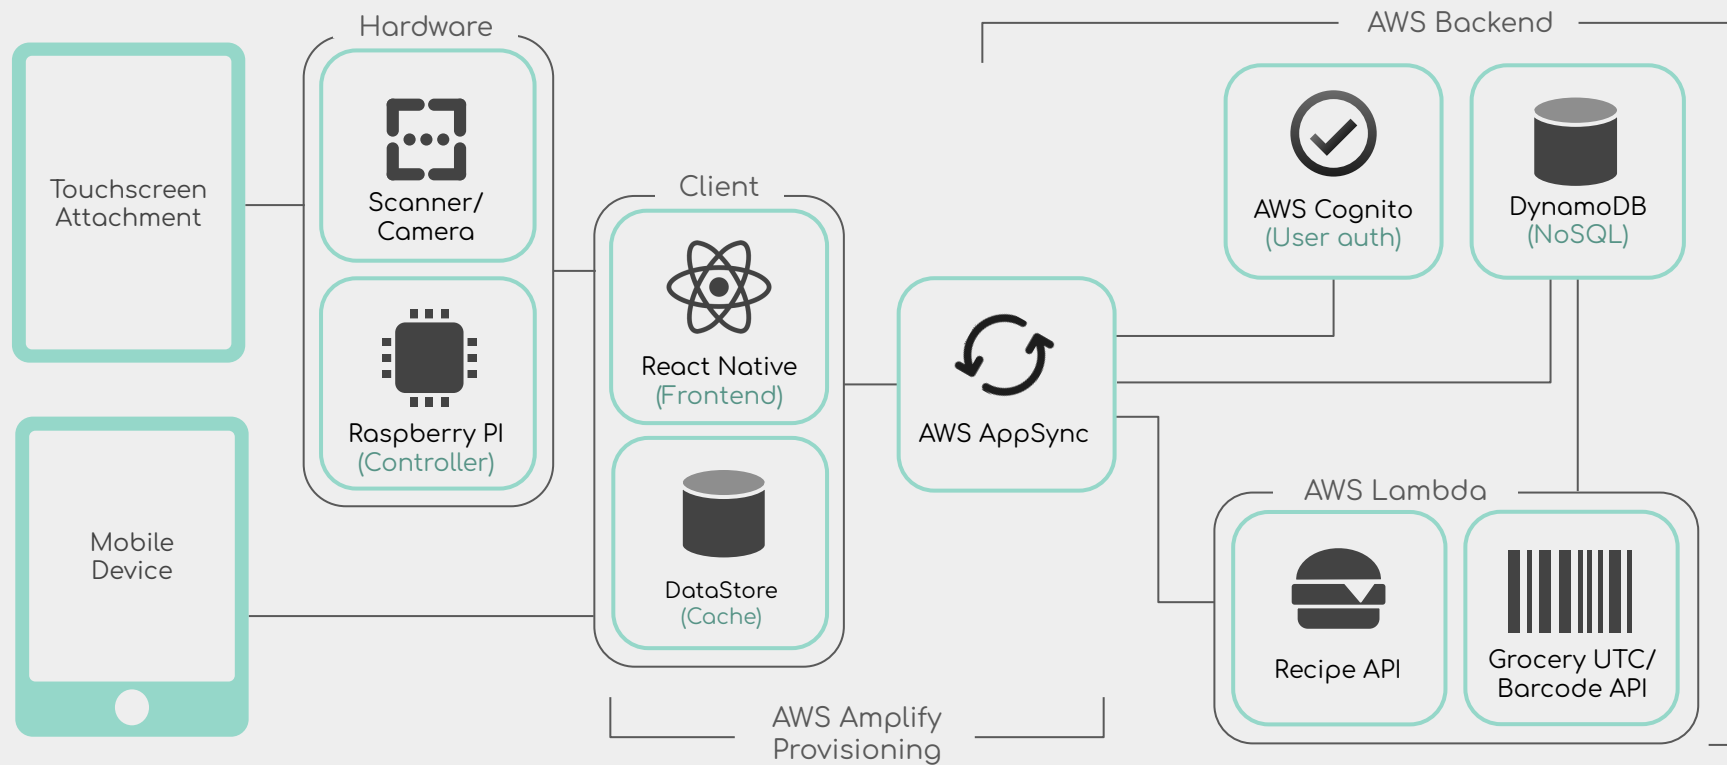 Hardware
AWS Backend
Touchscreen
Attachment
Scanner/
Camera
Raspberry PI
(Controller)
Mobile
Device
Client
React Native
(Frontend)
DataStore
(Cache)
AWS AppSync
AWS Amplify
Provisioning
AWS Cognito
(User auth)
DynamoDB
(NoSQL)
AWS Lambda
Recipe API
Grocery UTC/
Barcode API